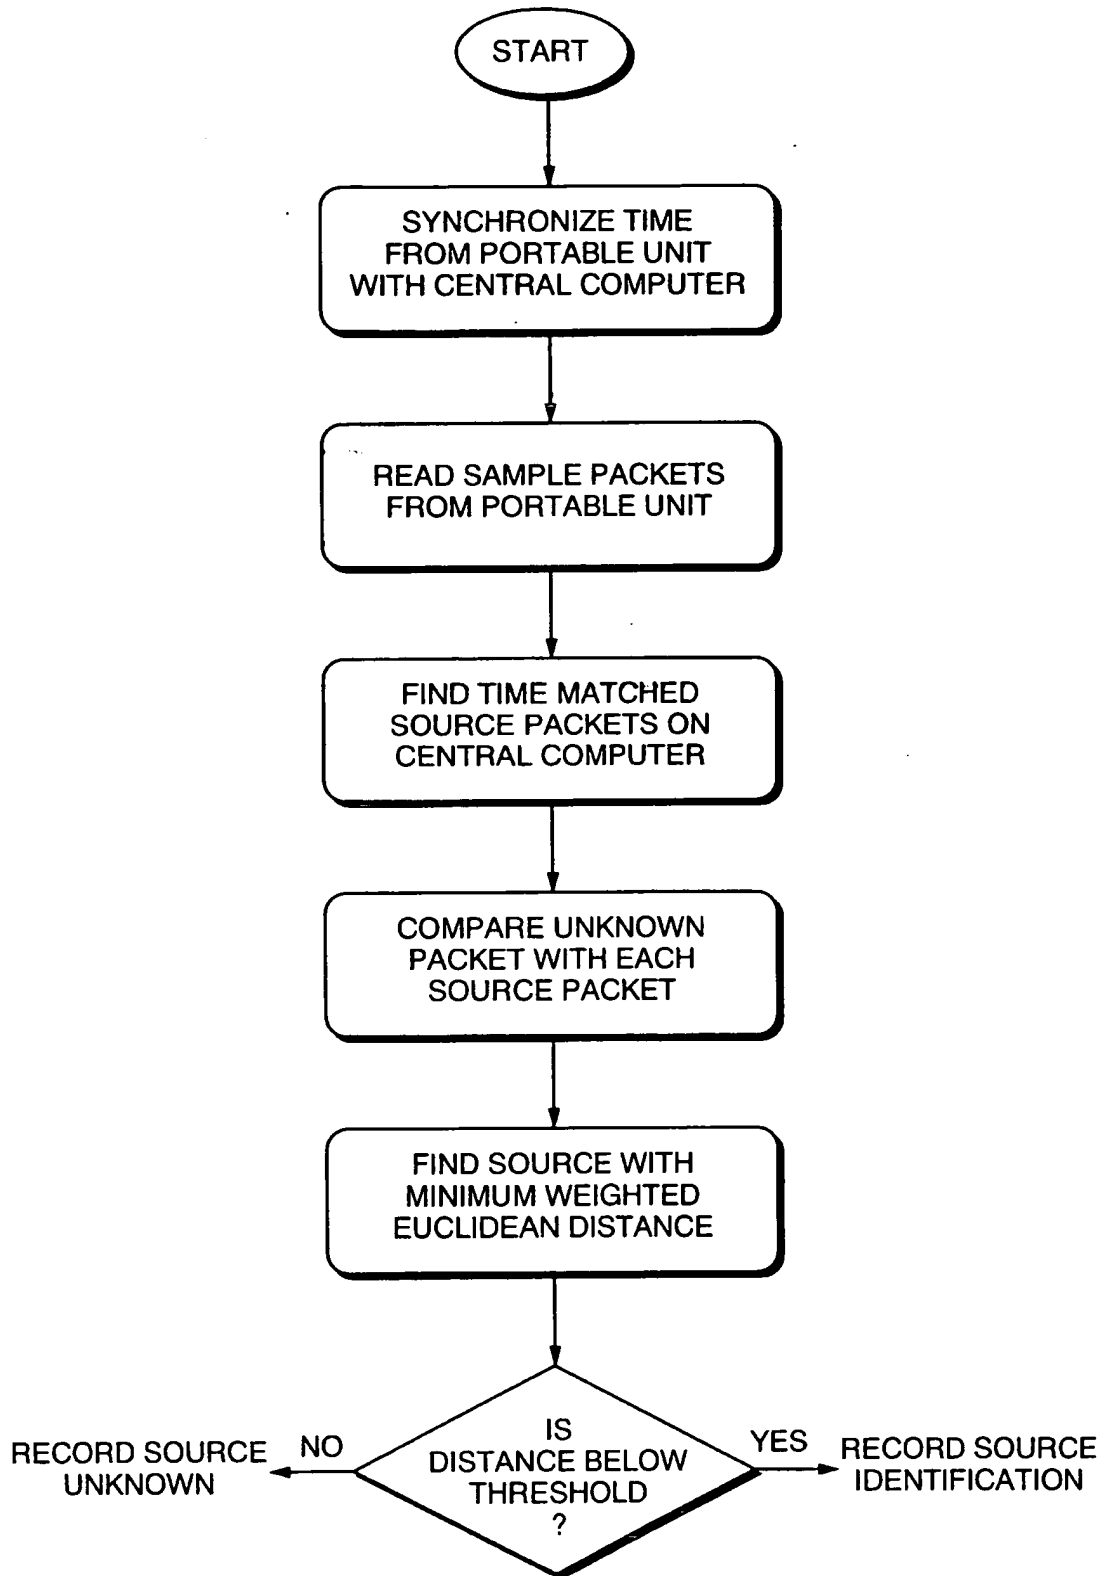 START
SYNCHRONIZE TIME
FROM PORTABLE UNIT
WITH CENTRAL COMPUTER
READ SAMPLE PACKETS
FROM PORTABLE UNIT
FIND TIME MATCHED
SOURCE PACKETS ON
CENTRAL COMPUTER
COMPARE UNKNOWN
PACKET WITH EACH
SOURCE PACKET
FIND SOURCE WITH
MINIMUM WEIGHTED
EUCLIDEAN DISTANCE
IS
DISTANCE BELOW
THRESHOLD
?
NO
RECORD SOURCE
UNKNOWN
YES
RECORD SOURCE
IDENTIFICATION